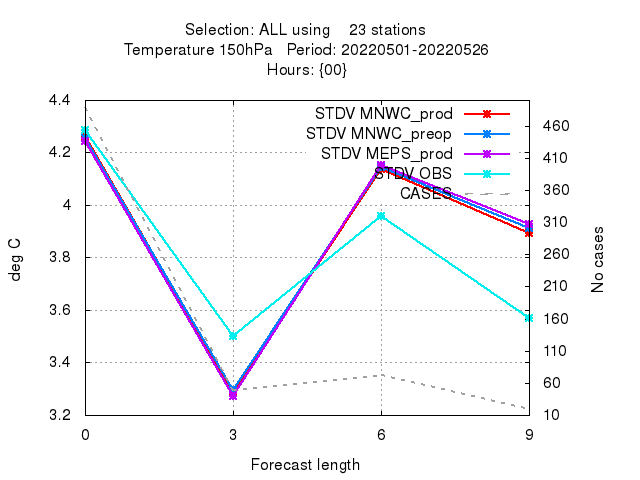 Selection: ALL using    23 stations
Temperature 150hPa   Period: 20220501-20220526
Hours: {00}
STDV MNWC_prod
STDV MNWC_preop
STDV MEPS_prod
STDV OBS
CASES
4.4
4.2
4
3.8
3.6
3.4
3.2
deg C
460
410
360
310
260
210
160
110
60
10
No cases
0 3 6 9
Forecast length